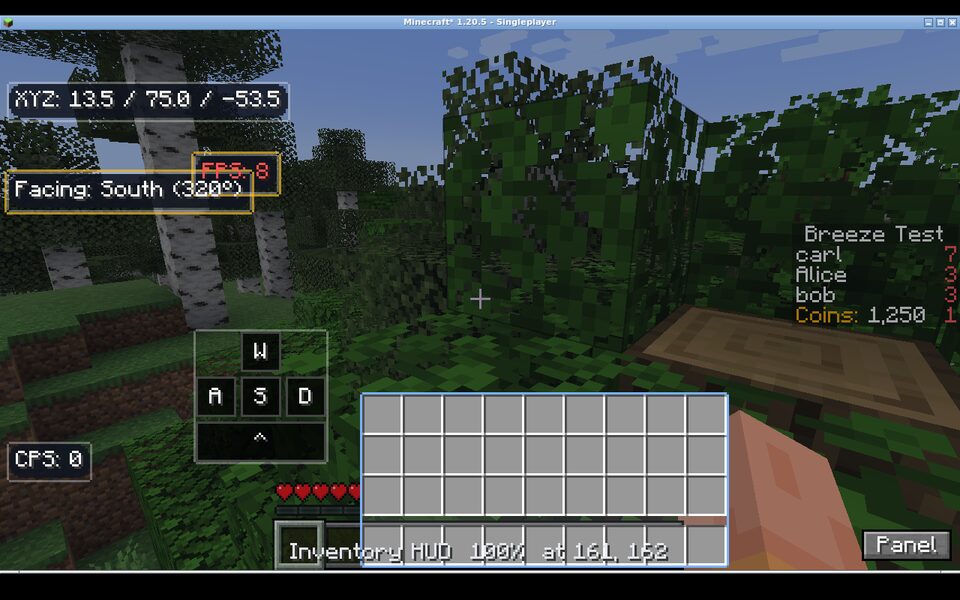 Minecraft* 1.20.5 - Singleplayer
XYZ: 13.5 / 75.0 / -53.5
FPS: 8
Facing: South (320°)
Breeze Test
carl 7
Alice 3
bob 3
Coins: 1,250 1
W
A S D
^
CPS: 0
Inventory HUD 100% at 161, 162
Panel